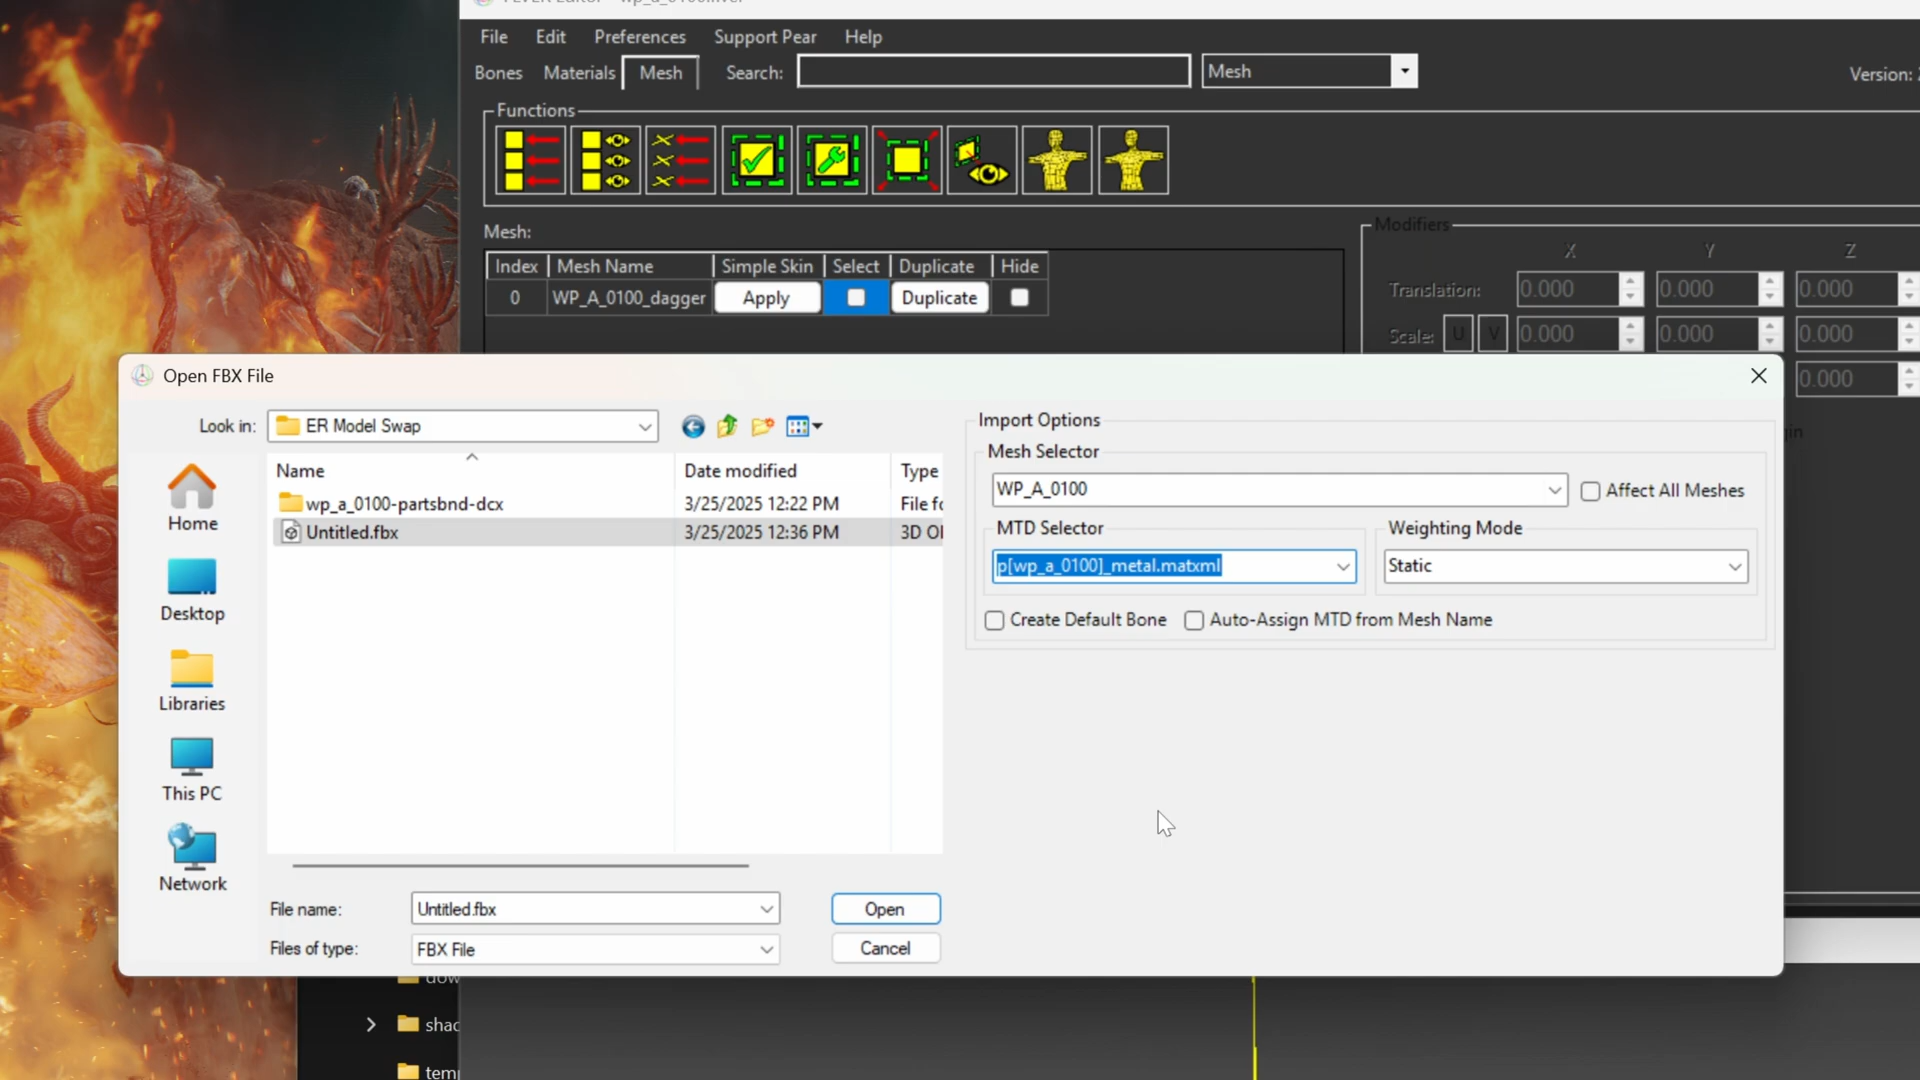 File Edit Preferences Support Pear Help
Bones Materials Mesh Search: Mesh Version:
Functions
Mesh:
Modifiers
X Y Z
Index Mesh Name Simple Skin Select Duplicate Hide
0 WP_A_0100_dagger Apply Duplicate
Translation: 0.000 0.000 0.000
Scale: U V 0.000 0.000 0.000
0.000
Open FBX File
Look in: ER Model Swap
Name Date modified Type
wp_a_0100-partsbnd-dcx 3/25/2025 12:22 PM File fo
Untitled.fbx 3/25/2025 12:36 PM 3D Ol
Home
Desktop
Libraries
This PC
Network
File name: Untitled.fbx Open
Files of type: FBX File Cancel
Import Options
Mesh Selector
WP_A_0100 Affect All Meshes
MTD Selector Weighting Mode
p[wp_a_0100]_metal.matxml Static
Create Default Bone Auto-Assign MTD from Mesh Name
shad
temp